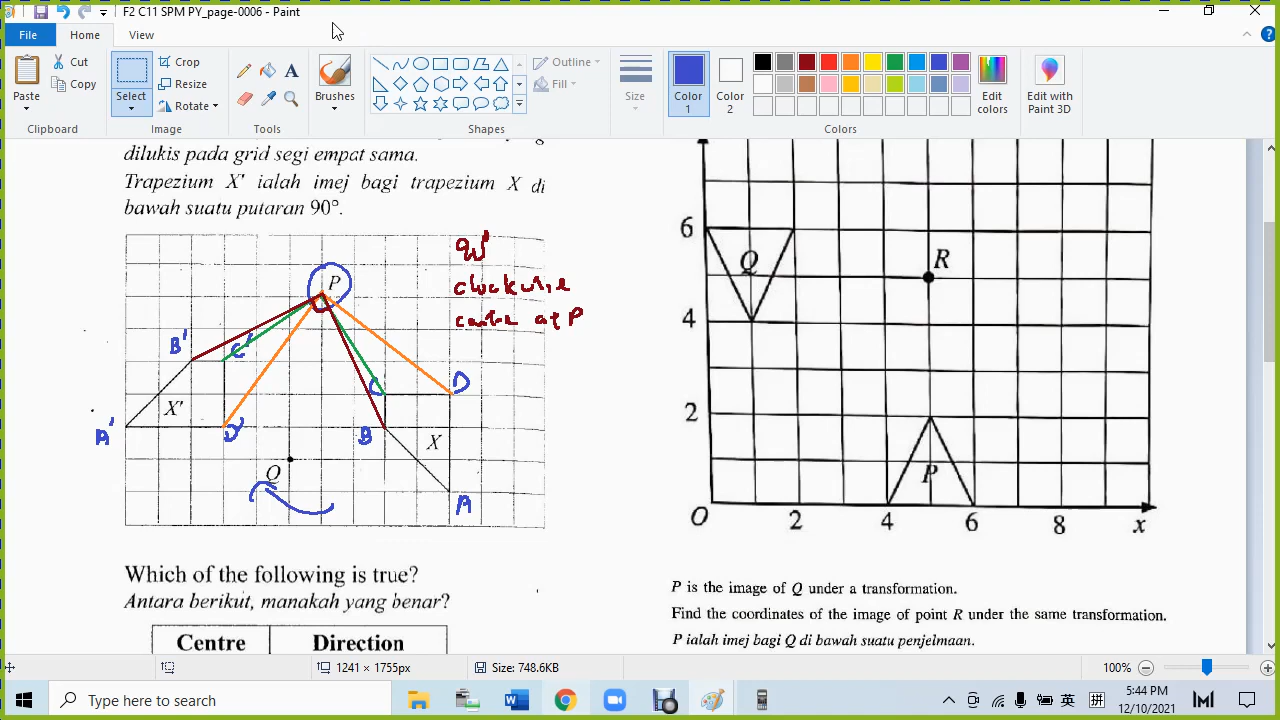 F2 C11 SPM PY_page-0006 - Paint
File
Home
View
Paste
Cut
Copy
Clipboard
Select
Crop
Resize
Rotate
Image
A
Tools
Brushes
Outline
Fill
Shapes
Size
Color 1
Color 2
Edit colors
Colors
Edit with Paint 3D
dilukis pada grid segi empat sama.
Trapezium X' ialah imej bagi trapezium X di
bawah suatu putaran 90°.
90°
clockwise
centre at P
P
B'
C'
C
D
X'
A'
D'
B
X
Q
A
Which of the following is true?
Antara berikut, manakah yang benar?
Centre
Direction
6
Q
R
4
2
P
O
2
4
6
8
x
P is the image of Q under a transformation.
Find the coordinates of the image of point R under the same transformation.
P ialah imej bagi Q di bawah suatu penjelmaan.
1241 × 1755px
Size: 748.6KB
100%
Type here to search
英
拼
5:44 PM
12/10/2021